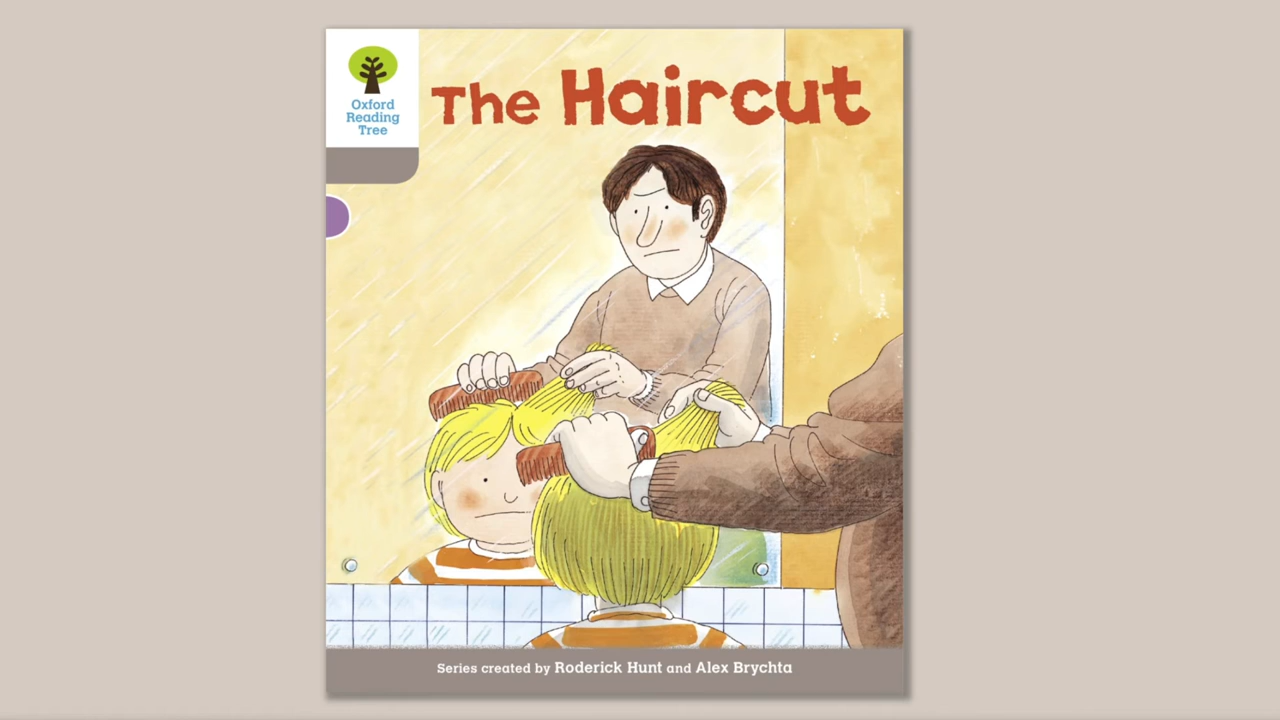 Oxford
Reading
Tree
The Haircut
Series created by Roderick Hunt and Alex Brychta